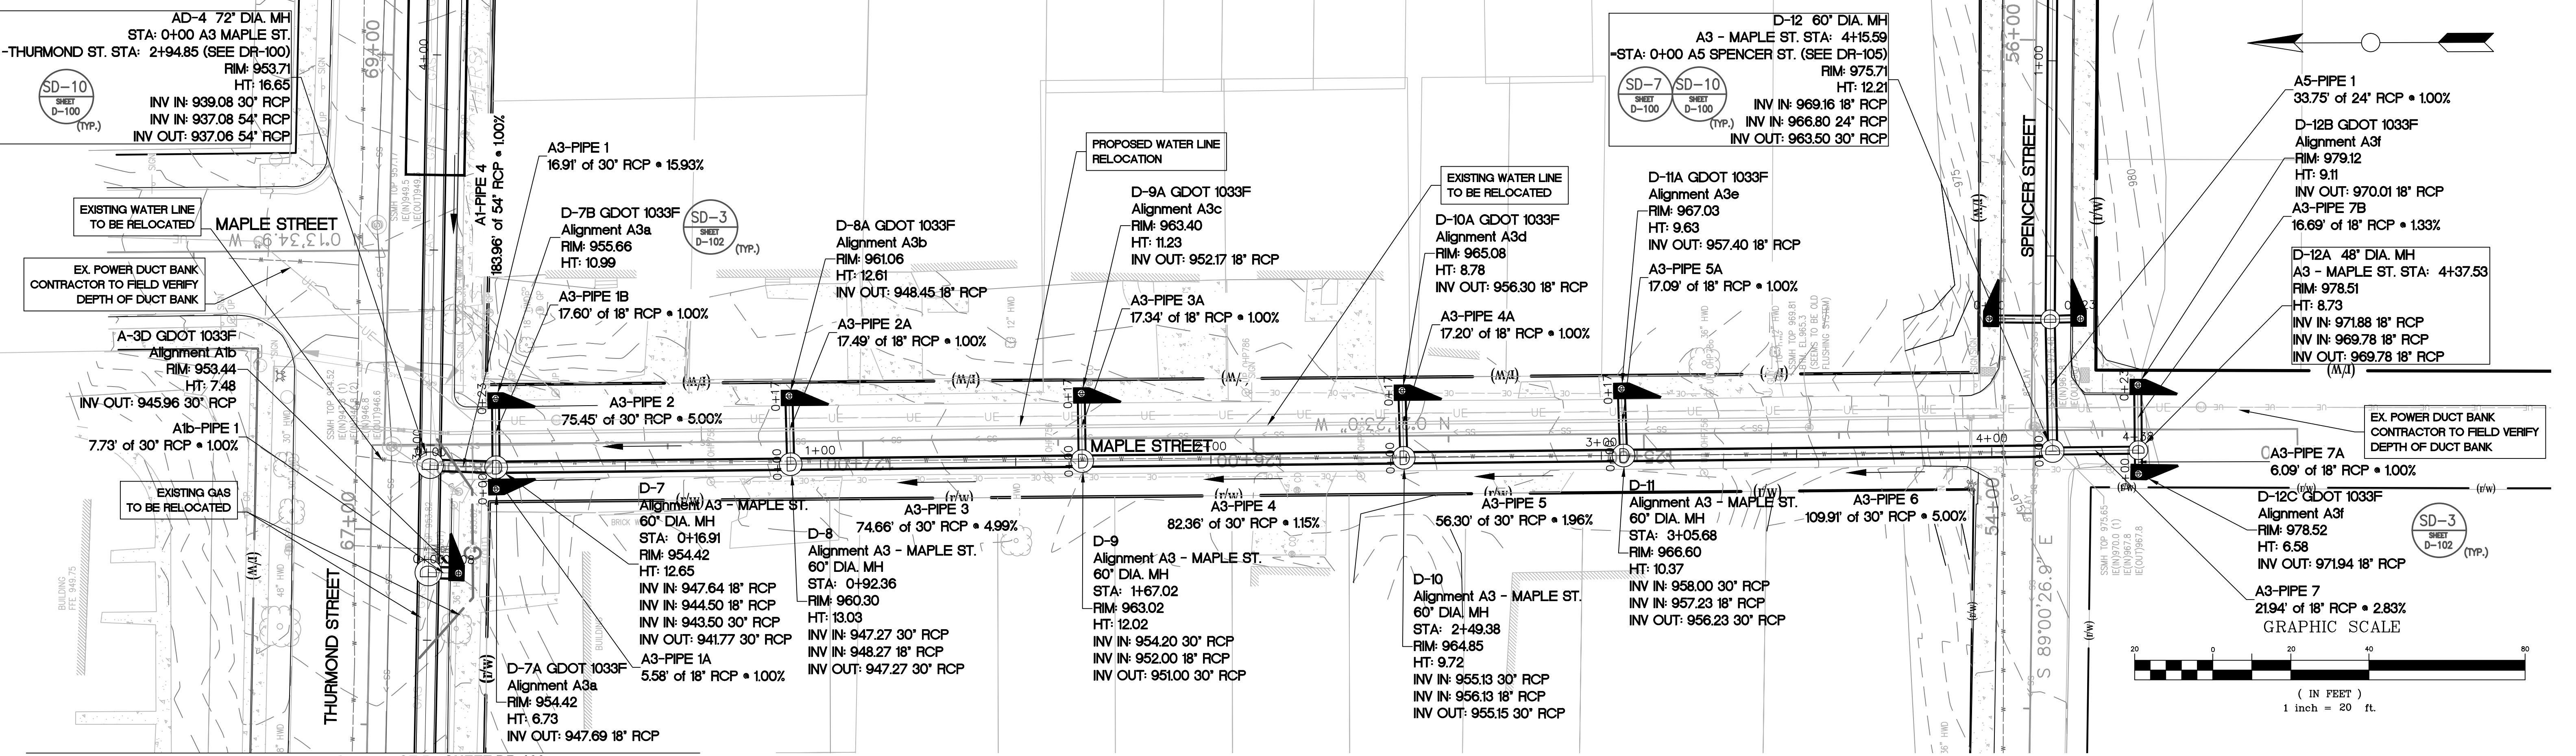 AD-4 72" DIA. MH
STA: 0+00 A3 MAPLE ST.
-THURMOND ST. STA: 2+94.85 (SEE DR-100)
RIM: 953.71
HT: 16.65
INV IN: 939.08 30" RCP
INV IN: 937.08 54" RCP
INV OUT: 937.06 54" RCP
SD-10
SHEET
D-100
(TYP.)
69+00
4+00
EXISTING WATER LINE
TO BE RELOCATED
MAPLE STREET
EX. POWER DUCT BANK
CONTRACTOR TO FIELD VERIFY
DEPTH OF DUCT BANK
A-3D GDOT 1033F
Alignment A1b
RIM: 953.44
HT: 7.48
INV OUT: 945.96 30" RCP
A1b-PIPE 1
7.73' of 30" RCP @ 1.00%
EXISTING GAS
TO BE RELOCATED
67+00
THURMOND STREET
BUILDING
FFE 949.75
A1-PIPE 4
183.96' of 54" RCP @ 1.00%
A3-PIPE 1
16.91' of 30" RCP @ 15.93%
D-7B GDOT 1033F
Alignment A3a
RIM: 955.66
HT: 10.99
SD-3
SHEET
D-102
(TYP.)
A3-PIPE 1B
17.60' of 18" RCP @ 1.00%
D-8A GDOT 1033F
Alignment A3b
RIM: 961.06
HT: 12.61
INV OUT: 948.45 18" RCP
A3-PIPE 2A
17.49' of 18" RCP @ 1.00%
PROPOSED WATER LINE
RELOCATION
D-9A GDOT 1033F
Alignment A3c
RIM: 963.40
HT: 11.23
INV OUT: 952.17 18" RCP
A3-PIPE 3A
17.34' of 18" RCP @ 1.00%
EXISTING WATER LINE
TO BE RELOCATED
D-10A GDOT 1033F
Alignment A3d
RIM: 965.08
HT: 8.78
INV OUT: 956.30 18" RCP
A3-PIPE 4A
17.20' of 18" RCP @ 1.00%
D-11A GDOT 1033F
Alignment A3e
RIM: 967.03
HT: 9.63
INV OUT: 957.40 18" RCP
A3-PIPE 5A
17.09' of 18" RCP @ 1.00%
D-12 60" DIA. MH
A3 - MAPLE ST. STA: 4+15.59
=STA: 0+00 A5 SPENCER ST. (SEE DR-105)
RIM: 975.71
HT: 12.21
INV IN: 969.16 18" RCP
INV IN: 966.80 24" RCP
INV OUT: 963.50 30" RCP
SD-7
SHEET
D-100
SD-10
SHEET
D-100
(TYP.)
56+00
1+00
SPENCER STREET
975
980
A5-PIPE 1
33.75' of 24" RCP @ 1.00%
D-12B GDOT 1033F
Alignment A3f
RIM: 979.12
HT: 9.11
INV OUT: 970.01 18" RCP
A3-PIPE 7B
16.69' of 18" RCP @ 1.33%
D-12A 48" DIA. MH
A3 - MAPLE ST. STA: 4+37.53
RIM: 978.51
HT: 8.73
INV IN: 971.88 18" RCP
INV IN: 969.78 18" RCP
INV OUT: 969.78 18" RCP
EX. POWER DUCT BANK
CONTRACTOR TO FIELD VERIFY
DEPTH OF DUCT BANK
A3-PIPE 7A
6.09' of 18" RCP @ 1.00%
D-12C GDOT 1033F
Alignment A3f
RIM: 978.52
HT: 6.58
INV OUT: 971.94 18" RCP
SD-3
SHEET
D-102
(TYP.)
A3-PIPE 7
21.94' of 18" RCP @ 2.83%
A3-PIPE 2
75.45' of 30" RCP @ 5.00%
1+00
MAPLE STREET
3+00
4+00
4+38
D-7
Alignment A3 - MAPLE ST.
60" DIA. MH
STA: 0+16.91
RIM: 954.42
HT: 12.65
INV IN: 947.64 18" RCP
INV IN: 944.50 18" RCP
INV IN: 943.50 30" RCP
INV OUT: 941.77 30" RCP
A3-PIPE 1A
5.58' of 18" RCP @ 1.00%
D-7A GDOT 1033F
Alignment A3a
RIM: 954.42
HT: 6.73
INV OUT: 947.69 18" RCP
A3-PIPE 3
74.66' of 30" RCP @ 4.99%
D-8
Alignment A3 - MAPLE ST.
60" DIA. MH
STA: 0+92.36
RIM: 960.30
HT: 13.03
INV IN: 947.27 30" RCP
INV IN: 948.27 18" RCP
INV OUT: 947.27 30" RCP
A3-PIPE 4
82.36' of 30" RCP @ 1.15%
D-9
Alignment A3 - MAPLE ST.
60" DIA. MH
STA: 1+67.02
RIM: 963.02
HT: 12.02
INV IN: 954.20 30" RCP
INV IN: 952.00 18" RCP
INV OUT: 951.00 30" RCP
A3-PIPE 5
56.30' of 30" RCP @ 1.96%
D-10
Alignment A3 - MAPLE ST.
60" DIA. MH
STA: 2+49.38
RIM: 964.85
HT: 9.72
INV IN: 955.13 30" RCP
INV IN: 956.13 18" RCP
INV OUT: 955.15 30" RCP
D-11
Alignment A3 - MAPLE ST.
60" DIA. MH
STA: 3+05.68
RIM: 966.60
HT: 10.37
INV IN: 958.00 30" RCP
INV IN: 957.23 18" RCP
INV OUT: 956.23 30" RCP
A3-PIPE 6
109.91' of 30" RCP @ 5.00%
54+00
S 89°00'26.9" E
GRAPHIC SCALE
20 0 20 40 80
( IN FEET )
1 inch = 20 ft.